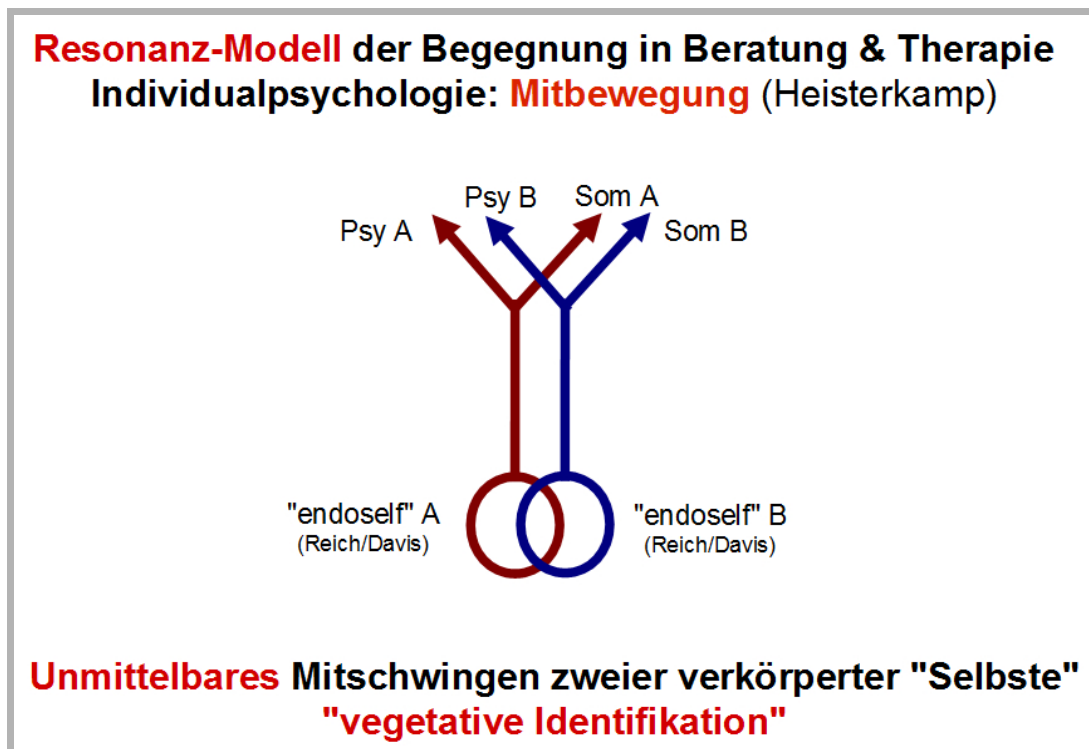 Resonanz-Modell der Begegnung in Beratung & Therapie
Individualpsychologie: Mitbewegung (Heisterkamp)
Psy B
Som A
Psy A
Som B
"endoself" A
(Reich/Davis)
"endoself" B
(Reich/Davis)
Unmittelbares Mitschwingen zweier verkörperter "Selbste"
"vegetative Identifikation"